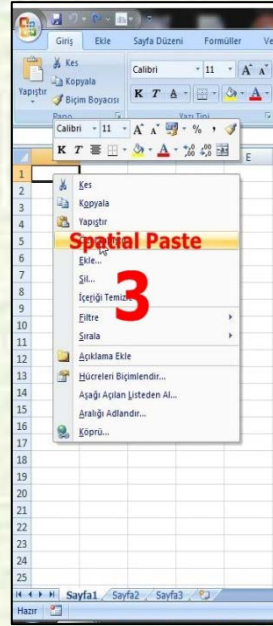 Giriş Ekle Sayfa Düzeni Formüller Ve
Kes
Kopyala
Yapıştır
Biçim Boyacısı
Calibri 11
K T A
Pano
Yazı Tipi
Calibri 11
K T
E
Kes
Kopyala
Yapıştır
Spatial Paste
Ekle...
Sil...
İçeriği Temizle
3
Filtre
Sırala
Açıklama Ekle
Hücreleri Biçimlendir...
Aşağı Açılan Listeden Al...
Aralığı Adlandır...
Köprü...
1
2
3
4
5
6
7
8
9
10
11
12
13
14
15
16
17
18
19
20
21
22
23
24
25
Sayfa1 Sayfa2 Sayfa3
Hazır